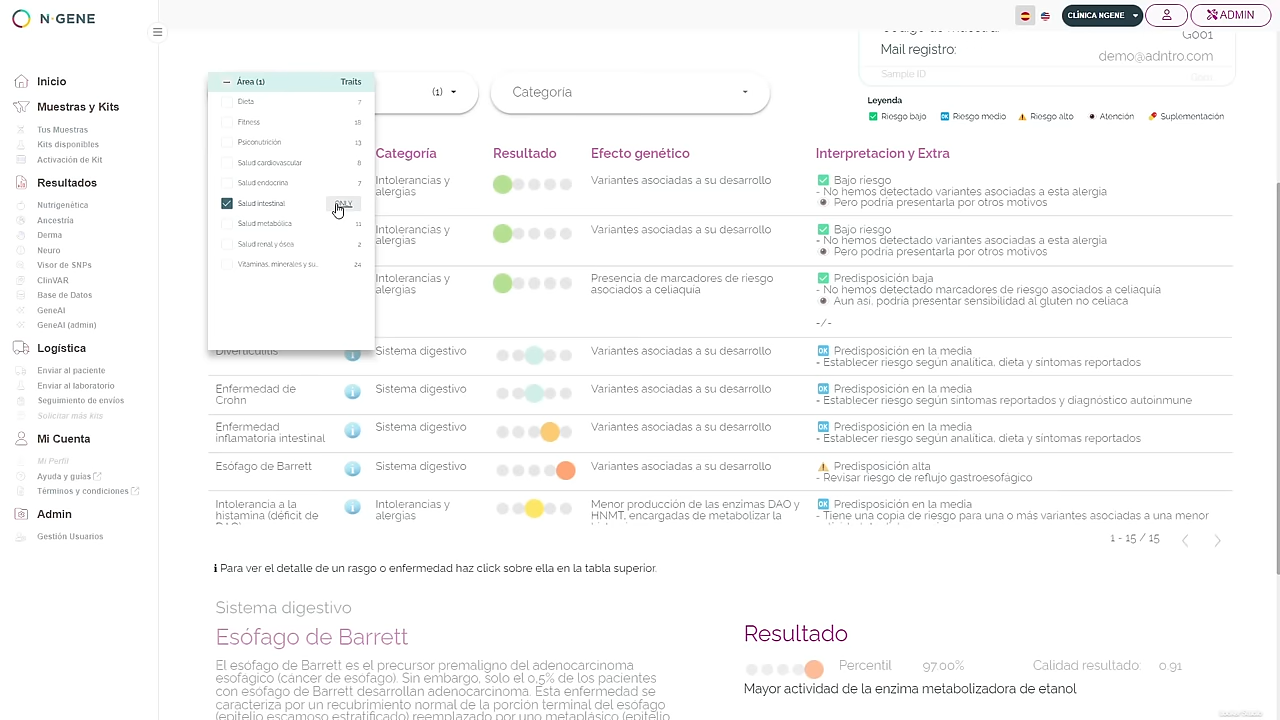 N·GENE
CLÍNICA NGENE
ADMIN
Inicio
Muestras y Kits
Tus Muestras
Kits disponibles
Activación de Kit
Resultados
Nutrigenética
Ancestría
Derma
Neuro
Visor de SNPs
ClinVAR
Base de Datos
GeneAI
GeneAI (admin)
Logística
Enviar al paciente
Enviar al laboratorio
Seguimiento de envíos
Solicitar más kits
Mi Cuenta
Mi Perfil
Ayuda y guías
Términos y condiciones
Admin
Gestión Usuarios
G001
Mail registro: demo@adntro.com
Sample ID
Leyenda
Riesgo bajo Riesgo medio Riesgo alto Atención Suplementación
Área (1) Traits
Dieta 7
Fitness 18
Psiconutrición 13
Salud cardiovascular
Salud endocrina 7
Salud intestinal ONLY
Salud metabólica 11
Salud renal y ósea 2
Vitaminas, minerales y su... 24
(1)
Categoría
Categoría Resultado Efecto genético Interpretacion y Extra
Intolerancias y alergias Variantes asociadas a su desarrollo Bajo riesgo
- No hemos detectado variantes asociadas a esta alergia
Pero podría presentarla por otros motivos
Intolerancias y alergias Variantes asociadas a su desarrollo Bajo riesgo
- No hemos detectado variantes asociadas a esta alergia
Pero podría presentarla por otros motivos
Intolerancias y alergias Presencia de marcadores de riesgo asociados a celiaquía Predisposición baja
- No hemos detectado marcadores de riesgo asociados a celiaquía
Aun así, podría presentar sensibilidad al gluten no celíaca
-/-
Diverticulitis Sistema digestivo Variantes asociadas a su desarrollo OK Predisposición en la media
- Establecer riesgo según analítica, dieta y síntomas reportados
Enfermedad de Crohn Sistema digestivo Variantes asociadas a su desarrollo OK Predisposición en la media
- Establecer riesgo según síntomas reportados y diagnóstico autoinmune
Enfermedad inflamatoria intestinal Sistema digestivo Variantes asociadas a su desarrollo OK Predisposición en la media
- Establecer riesgo según analítica, dieta y síntomas reportados
Esófago de Barrett Sistema digestivo Variantes asociadas a su desarrollo Predisposición alta
- Revisar riesgo de reflujo gastroesofágico
Intolerancia a la histamina (déficit de Intolerancias y alergias Menor producción de las enzimas DAO y HNMT, encargadas de metabolizar la OK Predisposición en la media
- Tiene una copia de riesgo para una o más variantes asociadas a una menor
1 - 15 / 15
Para ver el detalle de un rasgo o enfermedad haz click sobre ella en la tabla superior.
Sistema digestivo
Esófago de Barrett
El esófago de Barrett es el precursor premaligno del adenocarcinoma
esofágico (cáncer de esófago). Sin embargo, solo el 0.5% de los pacientes
con esófago de Barrett desarrollan adenocarcinoma. Esta enfermedad se
caracteriza por un recubrimiento normal de la porción terminal del esófago
(epitelio escamoso estratificado) reemplazado por uno metaplásico (epitelio
Resultado
Percentil 97.00% Calidad resultado: 0.91
Mayor actividad de la enzima metabolizadora de etanol
Looker Studio